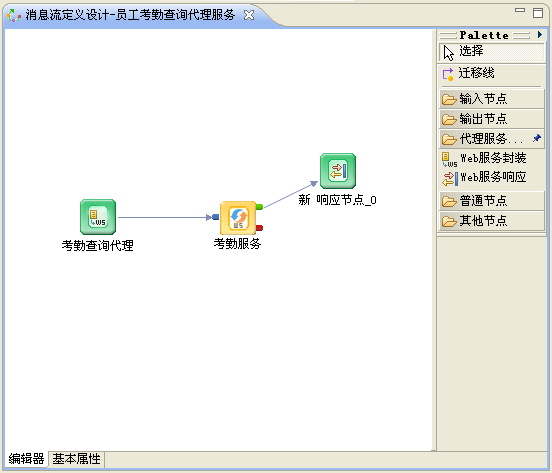 消息流定义设计-员工考勤查询代理服务
Palette
选择
迁移线
输入节点
输出节点
代理服务...
Web服务封装
Web服务响应
普通节点
其他节点
新 响应节点_0
考勤查询代理
考勤服务
编辑器
基本属性